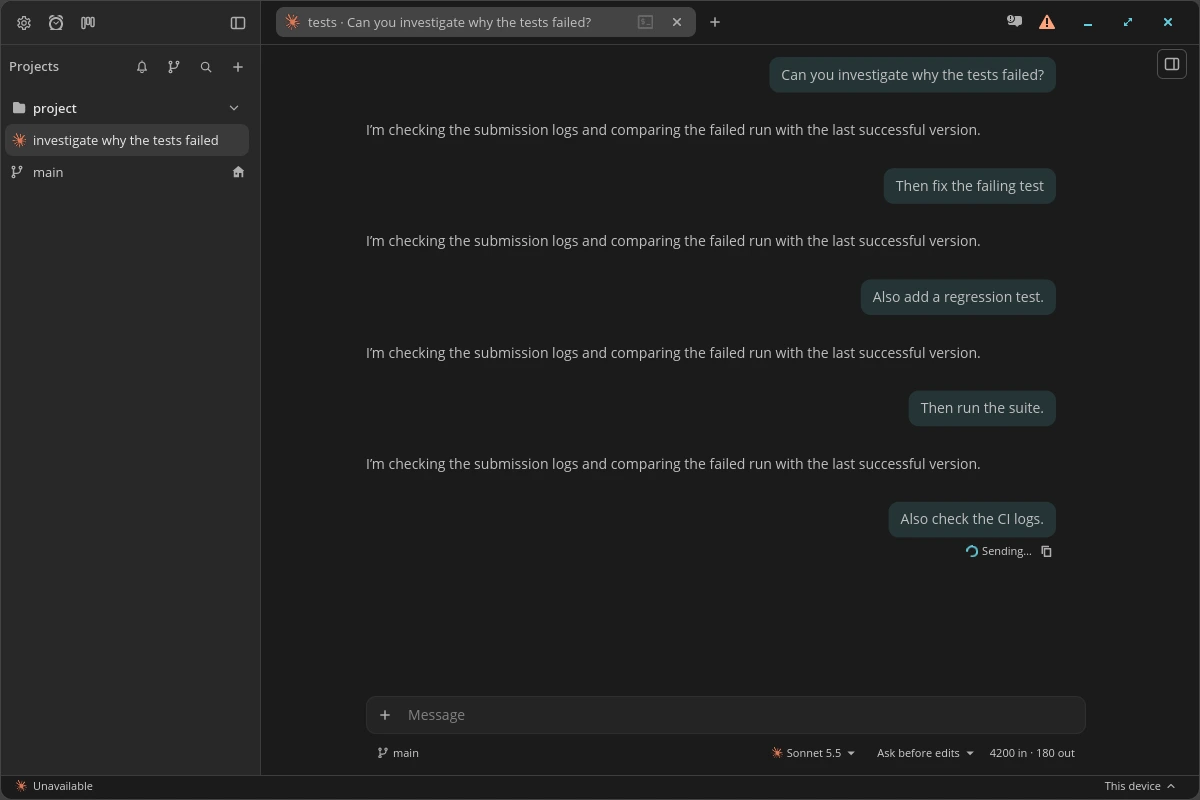 tests · Can you investigate why the tests failed?
Projects
project
investigate why the tests failed
main
Can you investigate why the tests failed?
I'm checking the submission logs and comparing the failed run with the last successful version.
Then fix the failing test
I'm checking the submission logs and comparing the failed run with the last successful version.
Also add a regression test.
I'm checking the submission logs and comparing the failed run with the last successful version.
Then run the suite.
I'm checking the submission logs and comparing the failed run with the last successful version.
Also check the CI logs.
Sending...
Message
main
Sonnet 5.5
Ask before edits
4200 in · 180 out
Unavailable
This device